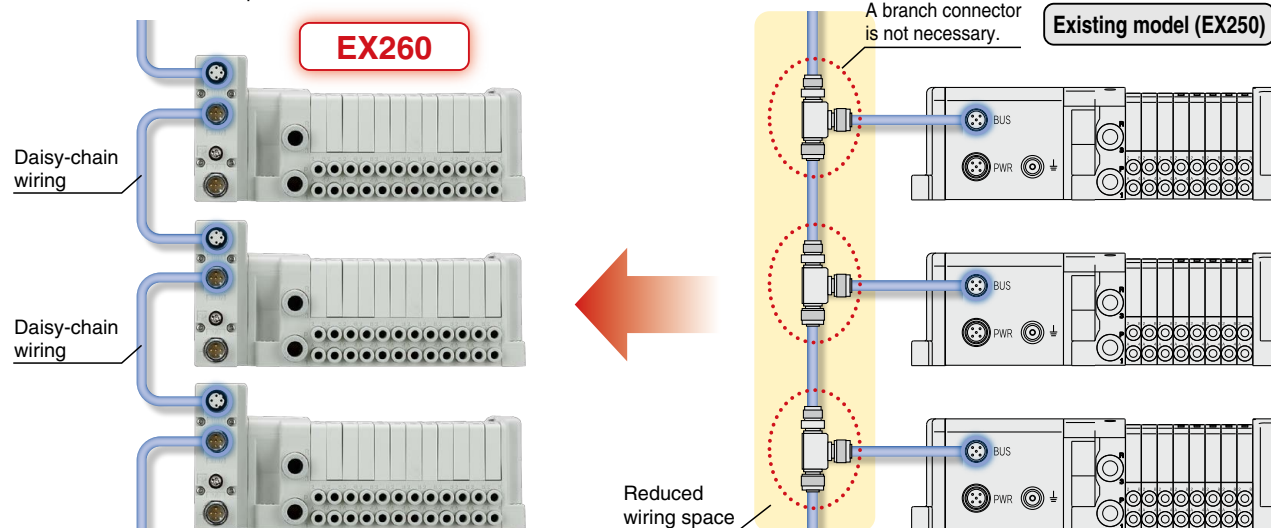 EX260
A branch connector
is not necessary.
Existing model (EX250)
Daisy-chain
wiring
Daisy-chain
wiring
BUS
PWR
BUS
PWR
BUS
PWR
Reduced
wiring space